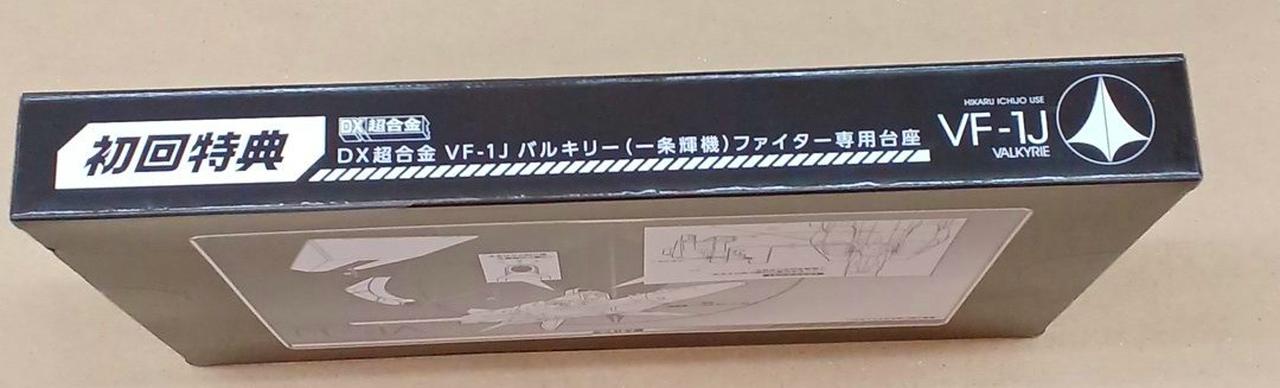 初回特典
DX超合金
DX超合金 VF-1J バルキリー(一条輝機)ファイター専用台座
HIKARU ICHIJO USE
VF-1J
VALKYRIE